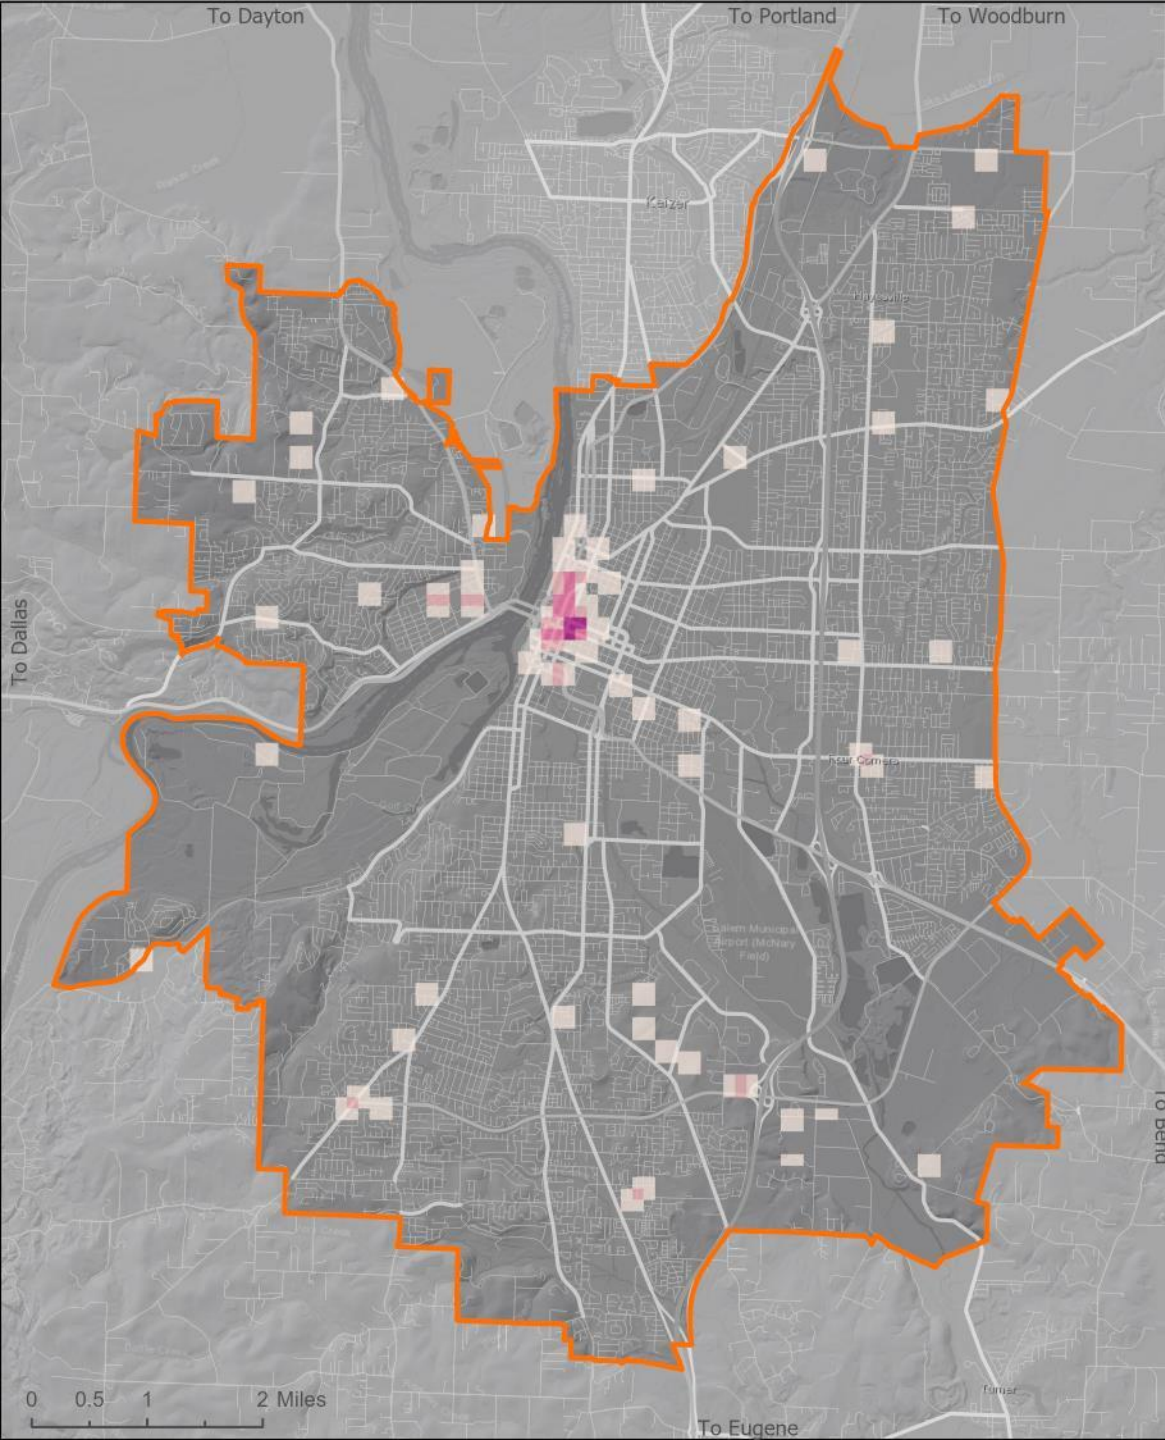 To Dayton
To Portland
To Woodburn
Keizer
Hayesville
To Dallas
Four Corners
Salem Municipal
Airport (McNary
Field)
To Bend
0 0.5 1 2 Miles
Turner
To Eugene